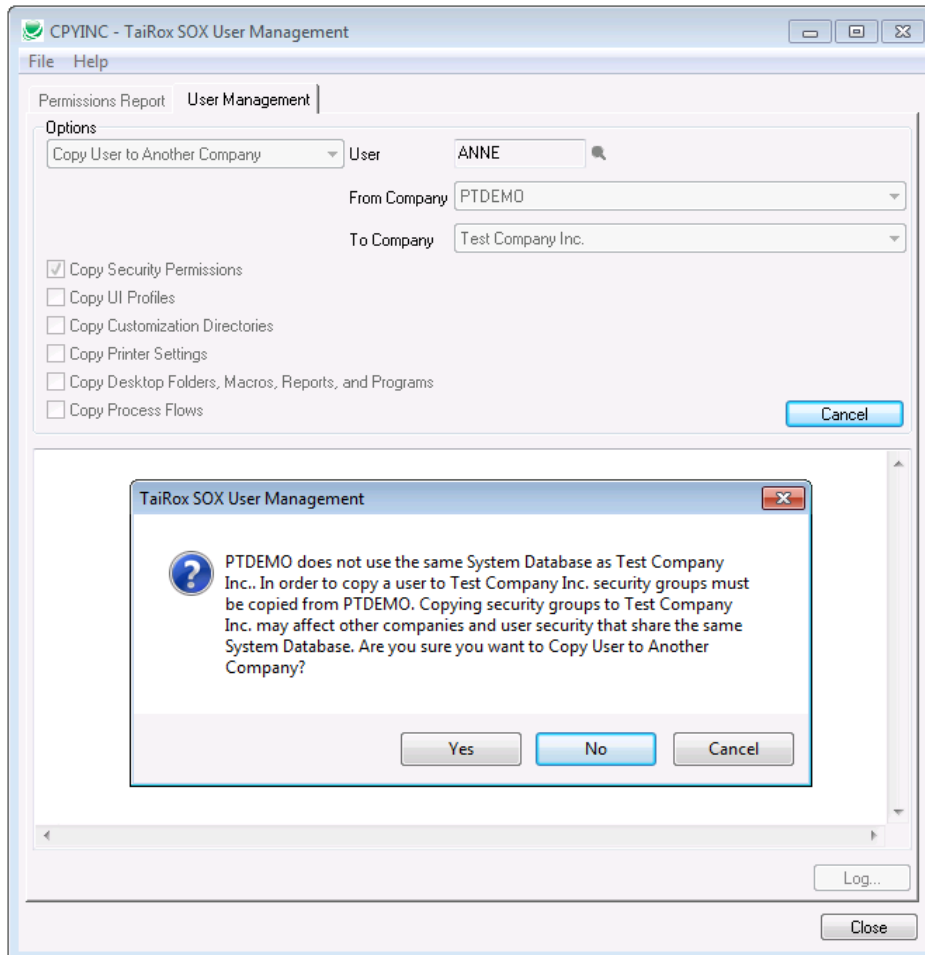 CPYINC - TaiRox SOX User Management
File Help
Permissions Report User Management
Options
Copy User to Another Company User ANNE
From Company PTDEMO
To Company Test Company Inc.
Copy Security Permissions
Copy UI Profiles
Copy Customization Directories
Copy Printer Settings
Copy Desktop Folders, Macros, Reports, and Programs
Copy Process Flows
Cancel
TaiRox SOX User Management
PTDEMO does not use the same System Database as Test Company
Inc.. In order to copy a user to Test Company Inc. security groups must
be copied from PTDEMO. Copying security groups to Test Company
Inc. may affect other companies and user security that share the same
System Database. Are you sure you want to Copy User to Another
Company?
Yes No Cancel
Log...
Close